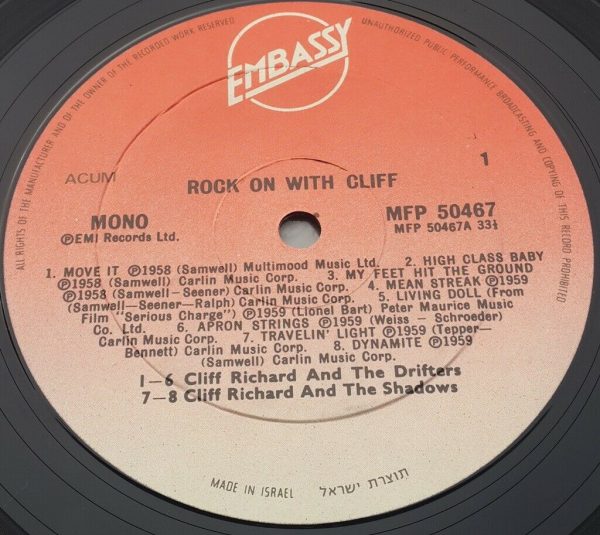 ALL RIGHTS OF THE MANUFACTURER AND OF THE OWNER OF THE RECORDED WORK RESERVED
UNAUTHORIZED PUBLIC PERFORMANCE BROADCASTING AND COPYING OF THIS RECORD PROHIBITED
EMBASSY
1
ACUM
ROCK ON WITH CLIFF
MONO
MFP 50467
℗EMI Records Ltd.
MFP 50467A 33⅓
1. MOVE IT ℗1958 (Samwell) Multimood Music Ltd. 2. HIGH CLASS BABY
℗1958 (Samwell) Carlin Music Corp. 3. MY FEET HIT THE GROUND
℗1958 (Samwell—Seener) Carlin Music Corp. 4. MEAN STREAK ℗1959
(Samwell—Seener—Ralph) Carlin Music Corp. 5. LIVING DOLL (From
Film "Serious Charge") ℗1959 (Lionel Bart) Peter Maurice Music
Co. Ltd. 6. APRON STRINGS ℗1959 (Weiss — Schroeder)
Carlin Music Corp. 7. TRAVELIN' LIGHT ℗1959 (Tepper—
Bennett) Carlin Music Corp. 8. DYNAMITE ℗1959
(Samwell) Carlin Music Corp.
1—6 Cliff Richard And The Drifters
7—8 Cliff Richard And The Shadows
MADE IN ISRAEL תוצרת ישראל